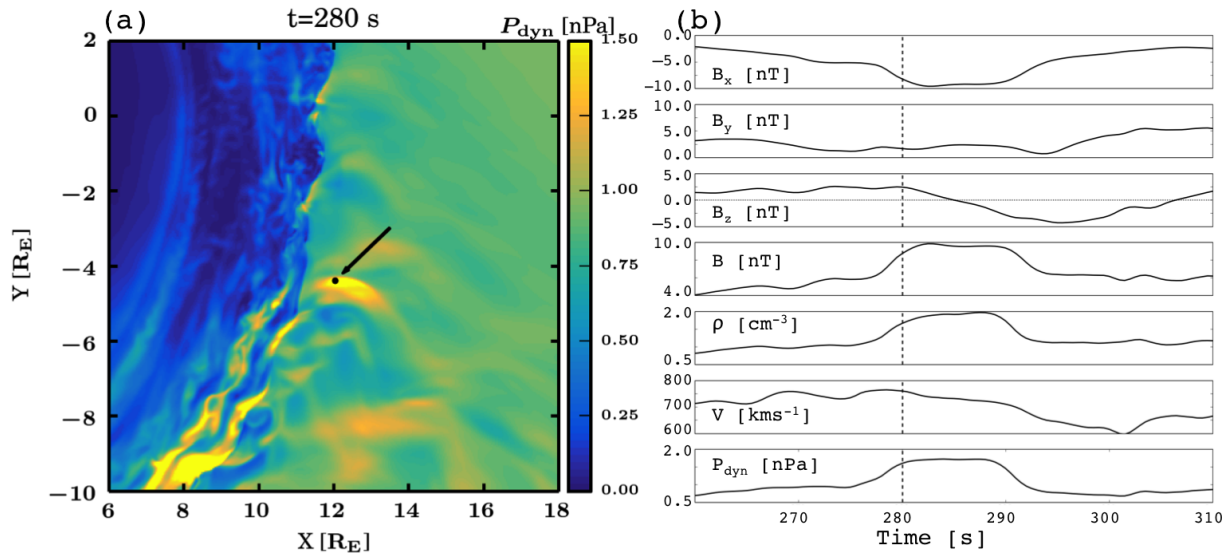 (a)
t=280 s
P_dyn [nPa]
2
0
−2
−4
−6
−8
−10
Y [R_E]
6 8 10 12 14 16 18
X [R_E]
1.50
1.25
1.00
0.75
0.50
0.25
0.00
(b)
0.0
−5.0
−10.0
B_x [nT]
10.0
5.0
0.0
B_y [nT]
5.0
0.0
−5.0
B_z [nT]
10.0
4.0
B [nT]
2.0
0.5
ρ [cm⁻³]
800
700
600
V [kms⁻¹]
2.0
0.5
P_dyn [nPa]
270 280 290 300 310
Time [s]